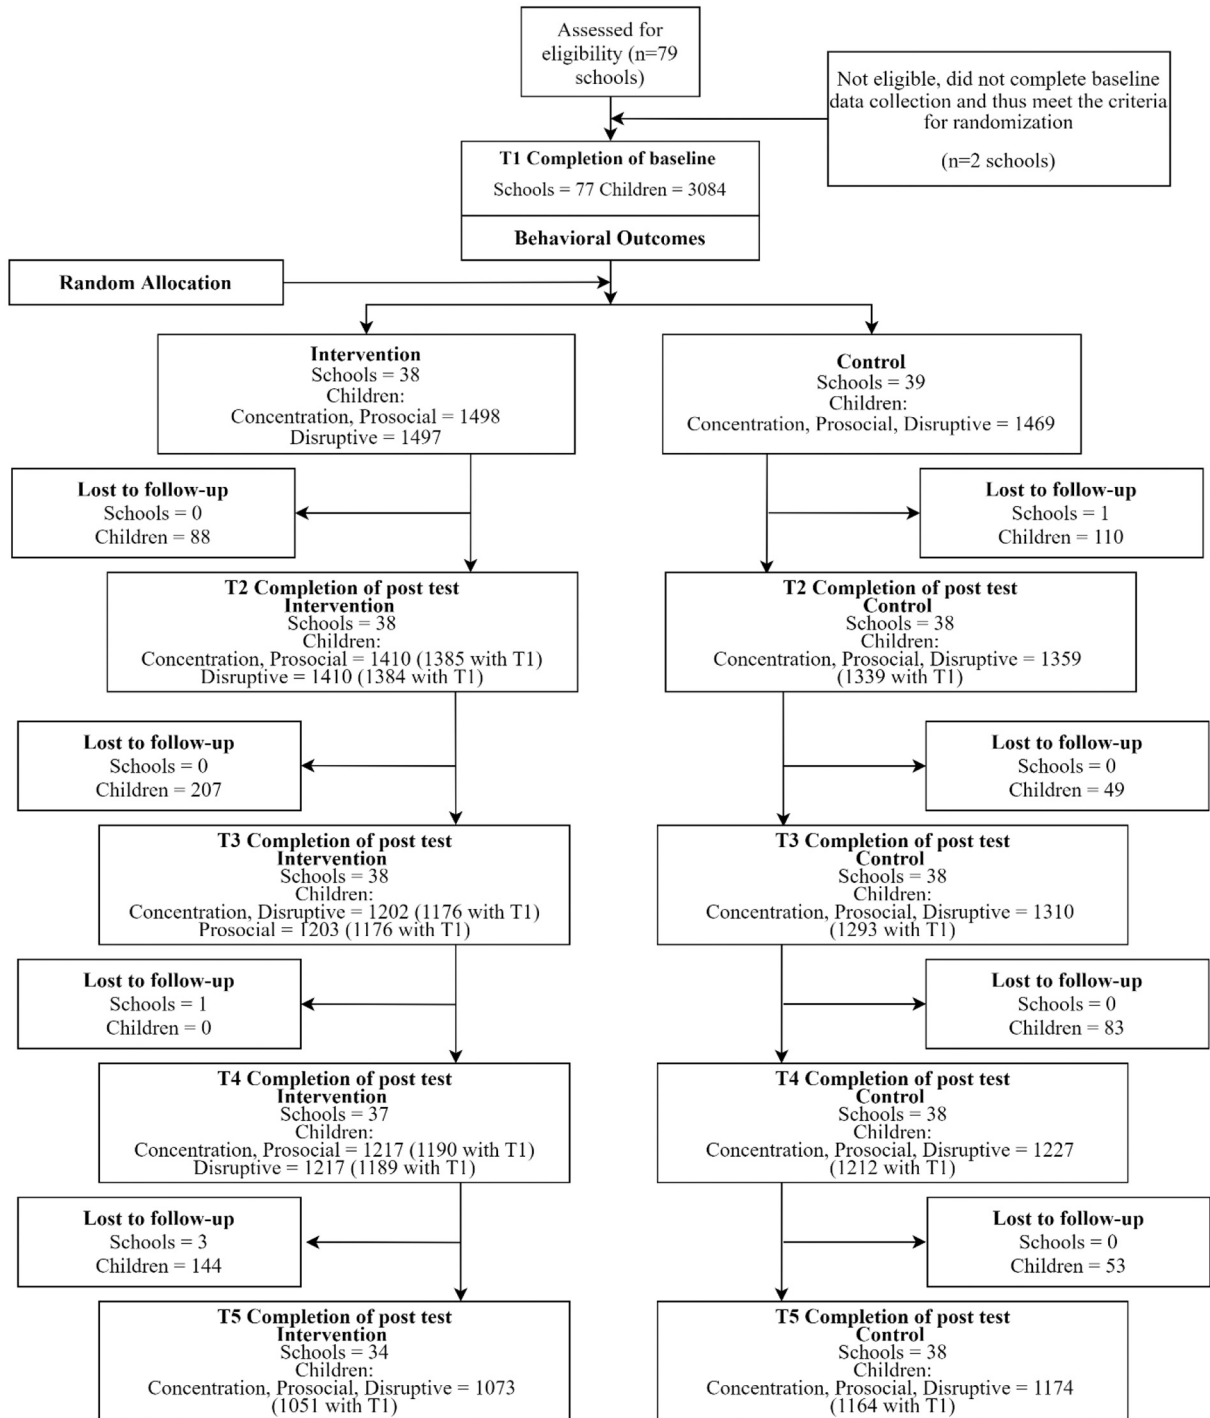 Assessed for
eligibility (n=79
schools)
Not eligible, did not complete baseline
data collection and thus meet the criteria
for randomization
(n=2 schools)
T1 Completion of baseline
Schools = 77 Children = 3084
Behavioral Outcomes
Random Allocation
Intervention
Schools = 38
Children:
Concentration, Prosocial = 1498
Disruptive = 1497
Control
Schools = 39
Children:
Concentration, Prosocial, Disruptive = 1469
Lost to follow-up
Schools = 0
Children = 88
Lost to follow-up
Schools = 1
Children = 110
T2 Completion of post test
Intervention
Schools = 38
Children:
Concentration, Prosocial = 1410 (1385 with T1)
Disruptive = 1410 (1384 with T1)
T2 Completion of post test
Control
Schools = 38
Children:
Concentration, Prosocial, Disruptive = 1359
(1339 with T1)
Lost to follow-up
Schools = 0
Children = 207
Lost to follow-up
Schools = 0
Children = 49
T3 Completion of post test
Intervention
Schools = 38
Children:
Concentration, Disruptive = 1202 (1176 with T1)
Prosocial = 1203 (1176 with T1)
T3 Completion of post test
Control
Schools = 38
Children:
Concentration, Prosocial, Disruptive = 1310
(1293 with T1)
Lost to follow-up
Schools = 1
Children = 0
Lost to follow-up
Schools = 0
Children = 83
T4 Completion of post test
Intervention
Schools = 37
Children:
Concentration, Prosocial = 1217 (1190 with T1)
Disruptive = 1217 (1189 with T1)
T4 Completion of post test
Control
Schools = 38
Children:
Concentration, Prosocial, Disruptive = 1227
(1212 with T1)
Lost to follow-up
Schools = 3
Children = 144
Lost to follow-up
Schools = 0
Children = 53
T5 Completion of post test
Intervention
Schools = 34
Children:
Concentration, Prosocial, Disruptive = 1073
(1051 with T1)
T5 Completion of post test
Control
Schools = 38
Children:
Concentration, Prosocial, Disruptive = 1174
(1164 with T1)